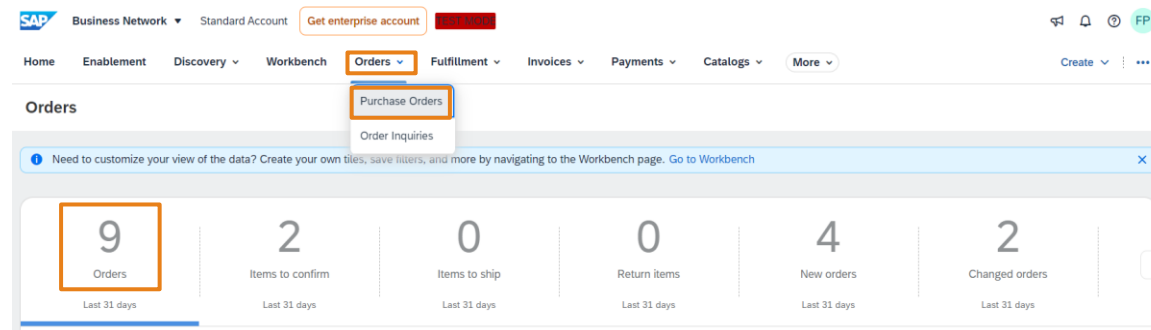 SAP Business Network Standard Account Get enterprise account TEST MODE FP
Home Enablement Discovery Workbench Orders Fulfillment Invoices Payments Catalogs More Create
Purchase Orders
Orders
Order Inquiries
Need to customize your view of the data? Create your own tiles, save filters, and more by navigating to the Workbench page. Go to Workbench
9 2 0 0 4 2
Orders Items to confirm Items to ship Return items New orders Changed orders
Last 31 days Last 31 days Last 31 days Last 31 days Last 31 days Last 31 days